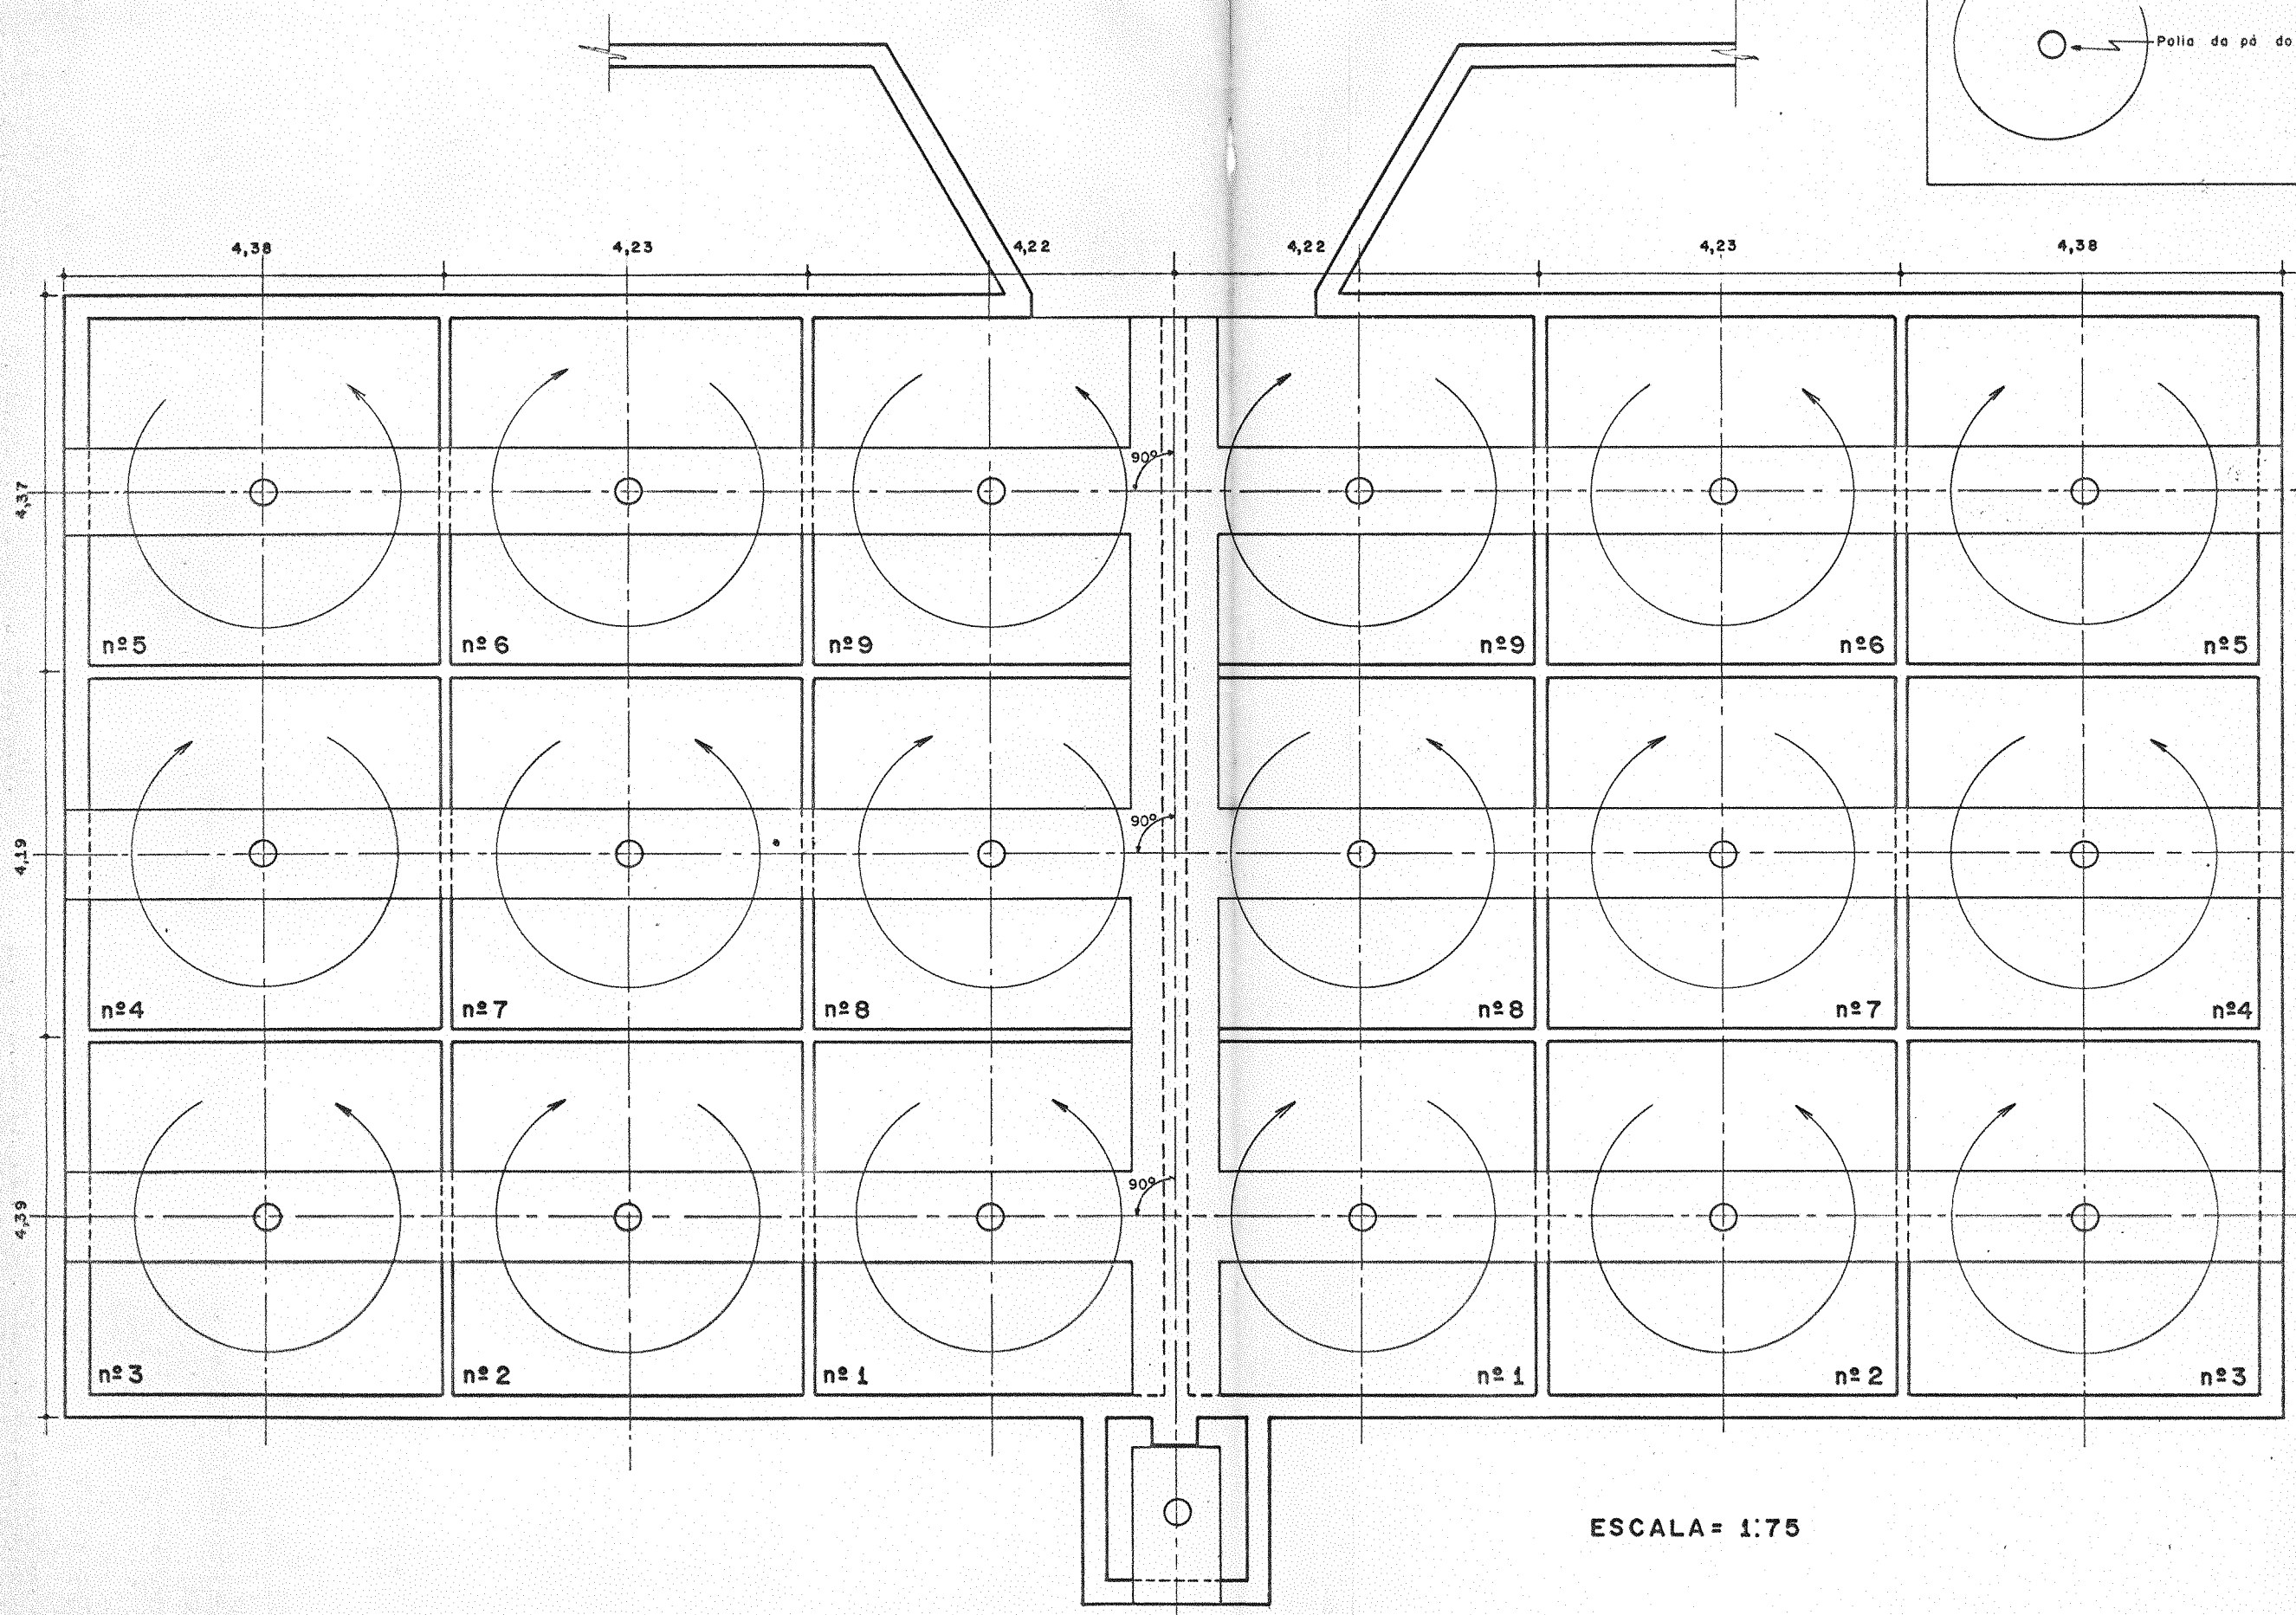 Polia da pá do
4,38 4,23 4,22 4,22 4,23 4,38
90º
4,37
nº5 nº6 nº9 nº9 nº6 nº5
90º
4,19
nº4 nº7 nº8 nº8 nº7 nº4
90º
4,39
nº3 nº2 nº1 nº1 nº2 nº3
ESCALA= 1:75